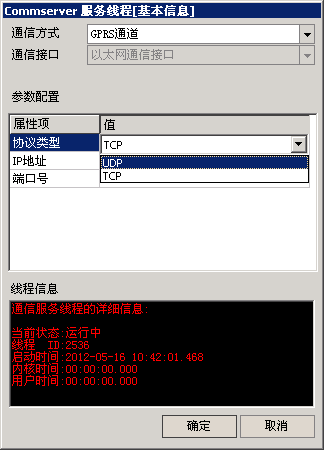 Commserver 服务线程[基本信息]
通信方式 GPRS通道
通信接口 以太网通信接口
参数配置
属性项 值
协议类型 TCP
IP地址 UDP
端口号 TCP
线程信息
通信服务线程的详细信息:
当前状态:运行中
线程 ID:2536
启动时间:2012-05-16 10:42:01.468
内核时间:00:00:00.000
用户时间:00:00:00.000
确定 取消